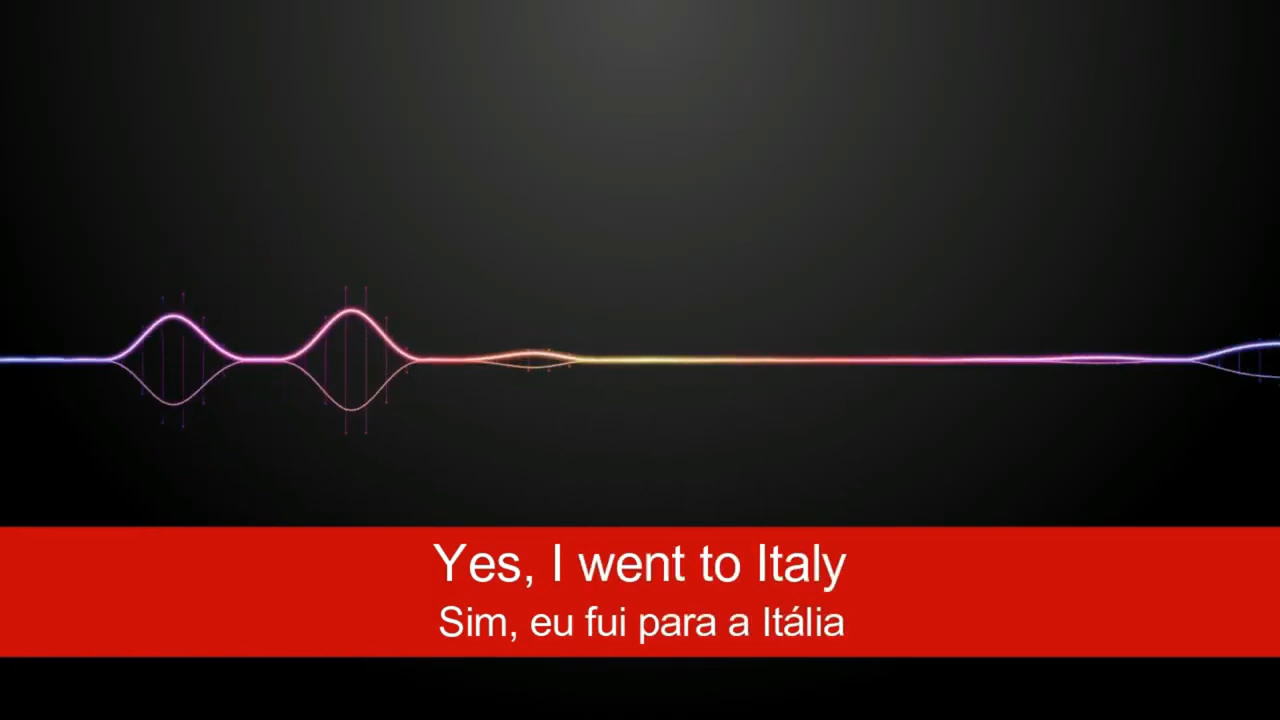 Yes, I went to Italy
Sim, eu fui para a Itália